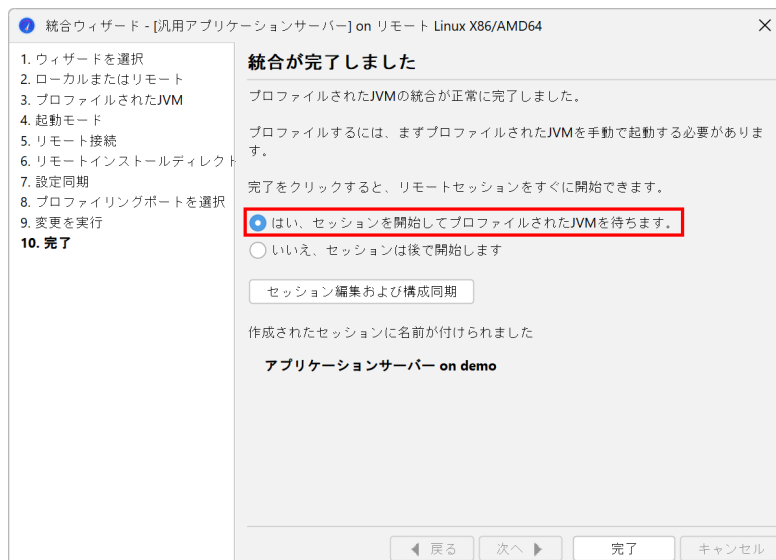 統合ウィザード - [汎用アプリケーションサーバー] on リモート Linux X86/AMD64
1. ウィザードを選択
2. ローカルまたはリモート
3. プロファイルされたJVM
4. 起動モード
5. リモート接続
6. リモートインストールディレクト
7. 設定同期
8. プロファイリングポートを選択
9. 変更を実行
10. 完了
統合が完了しました
プロファイルされたJVMの統合が正常に完了しました。
プロファイルするには、まずプロファイルされたJVMを手動で起動する必要がありま
す。
完了をクリックすると、リモートセッションをすぐに開始できます。
はい、セッションを開始してプロファイルされたJVMを待ちます。
いいえ、セッションは後で開始します
セッション編集および構成同期
作成されたセッションに名前が付けられました
アプリケーションサーバー on demo
戻る
次へ
完了
キャンセル